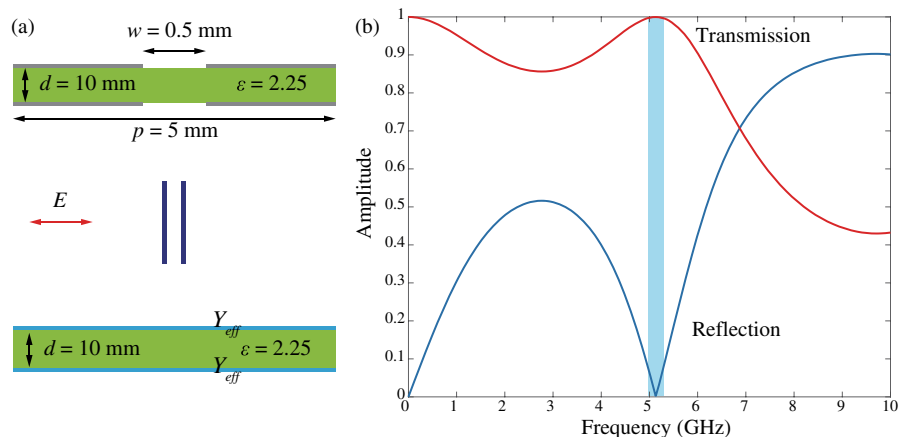 (a)
w = 0.5 mm
d = 10 mm
ε = 2.25
p = 5 mm
E
Y_eff
d = 10 mm
ε = 2.25
Y_eff
(b)
Transmission
Reflection
Amplitude
1
0.9
0.8
0.7
0.6
0.5
0.4
0.3
0.2
0.1
0
0 1 2 3 4 5 6 7 8 9 10
Frequency (GHz)